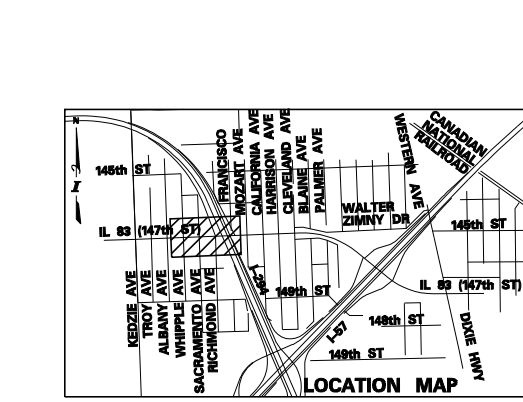 N
CANADIAN
NATIONAL
RAILROAD
WESTERN AVE
FRANCISCO
MOZART AVE
CALIFORNIA AVE
HARRISON AVE
CLEVELAND AVE
BLAINE AVE
PALMER AVE
145th ST
WALTER
ZIMNY DR
145th ST
IL 83 (147th ST)
I-294
149th ST
IL 83 (147th ST)
KEDZIE AVE
TROY AVE
ALBANY AVE
WHIPPLE AVE
SACRAMENTO AVE
RICHMOND AVE
I-57
148th ST
149th ST
DIXIE HWY
LOCATION MAP